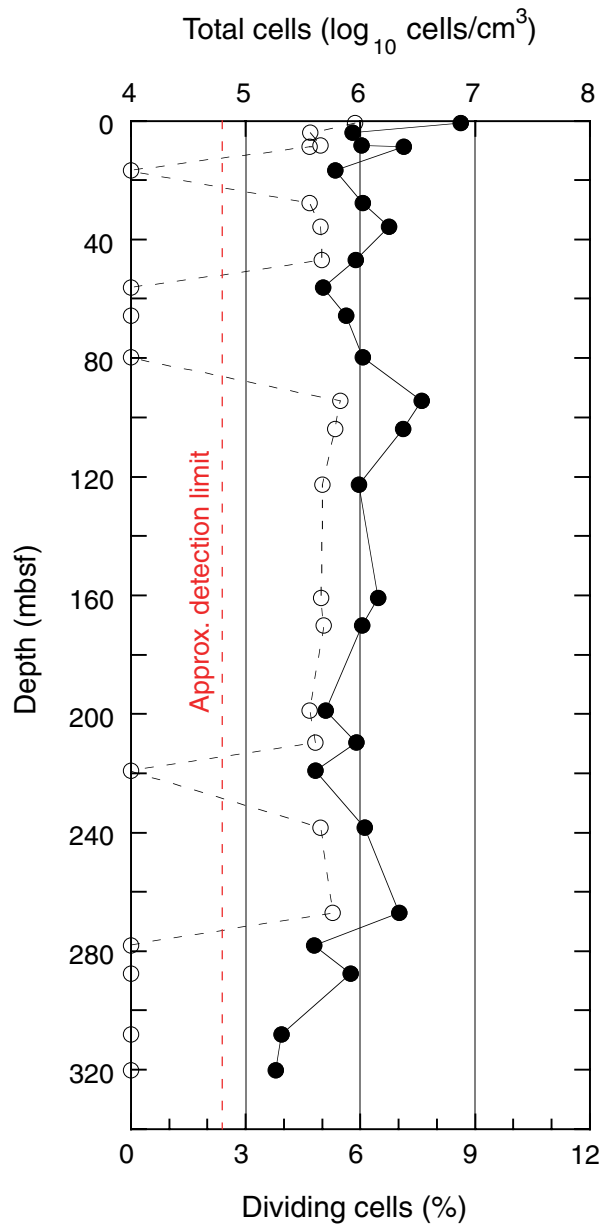 Total cells (log10 cells/cm3)
4 5 6 7 8
0
40
80
120
160
200
240
280
320
Depth (mbsf)
Approx. detection limit
0 3 6 9 12
Dividing cells (%)